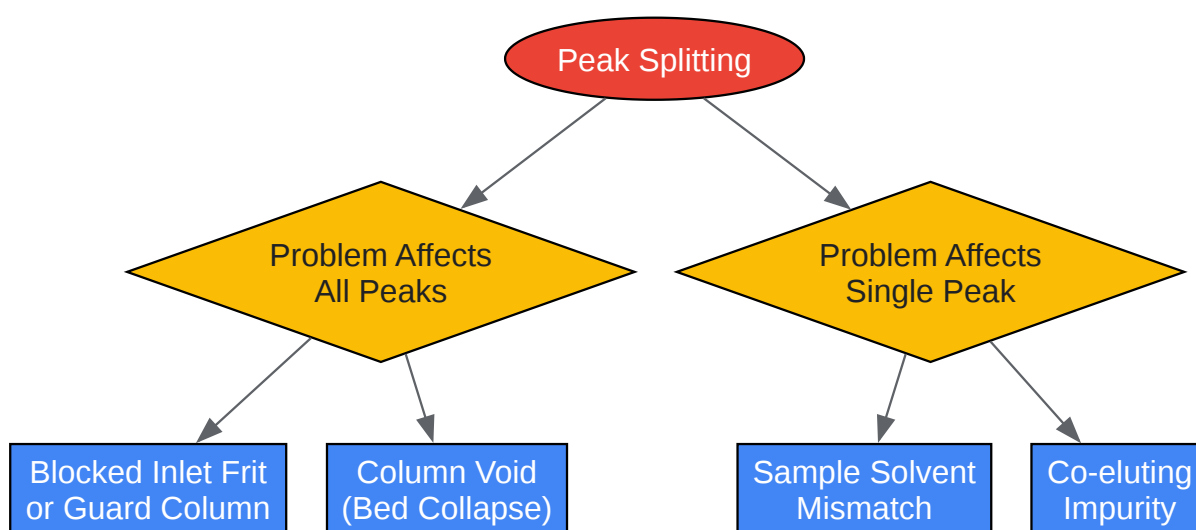 Peak Splitting
Problem Affects
All Peaks
Problem Affects
Single Peak
Blocked Inlet Frit
or Guard Column
Column Void
(Bed Collapse)
Sample Solvent
Mismatch
Co-eluting
Impurity